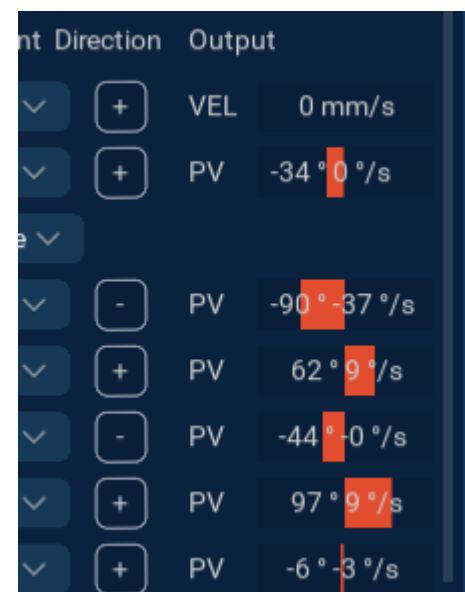 nt Direction Output
+ VEL 0 mm/s
+ PV -34 ° 0 °/s
e
- PV -90 ° -37 °/s
+ PV 62 ° 9 °/s
- PV -44 ° -0 °/s
+ PV 97 ° 9 °/s
+ PV -6 ° -3 °/s